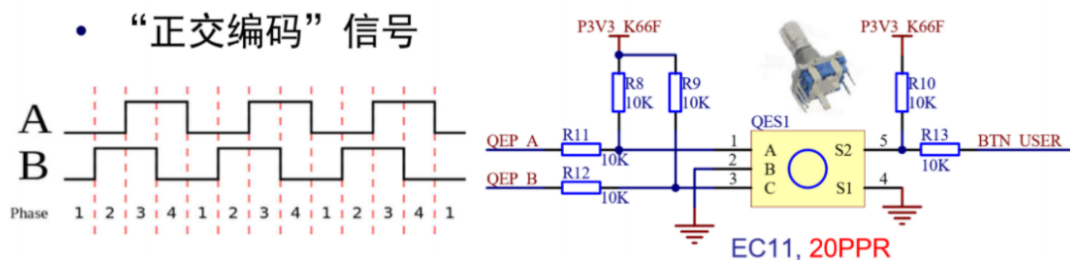 • “正交编码”信号
A
B
Phase 1 2 3 4 1 2 3 4 1 2 3 4 1
P3V3_K66F
R8
10K
R9
10K
QEP_A
R11
10K
QEP_B
R12
10K
QES1
1 A
2 B
3 C
S2 5
S1 4
P3V3_K66F
R10
10K
R13
10K
BTN_USER
EC11, 20PPR